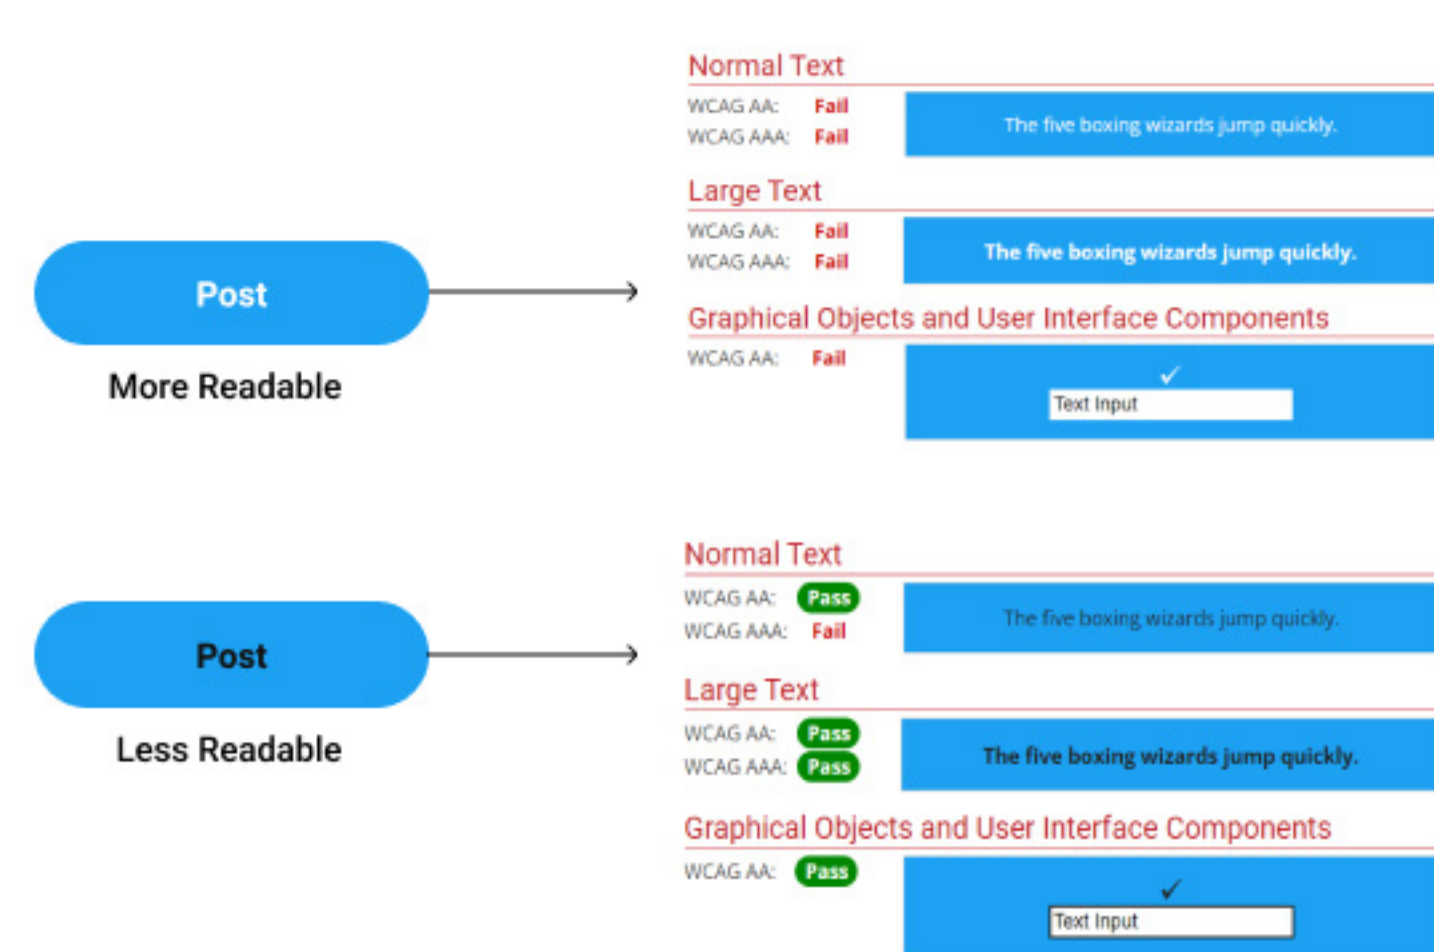 Post
More Readable
Normal Text
WCAG AA: Fail
WCAG AAA: Fail
The five boxing wizards jump quickly.
Large Text
WCAG AA: Fail
WCAG AAA: Fail
The five boxing wizards jump quickly.
Graphical Objects and User Interface Components
WCAG AA: Fail
✓
Text Input
Post
Less Readable
Normal Text
WCAG AA: Pass
WCAG AAA: Fail
The five boxing wizards jump quickly.
Large Text
WCAG AA: Pass
WCAG AAA: Pass
The five boxing wizards jump quickly.
Graphical Objects and User Interface Components
WCAG AA: Pass
✓
Text Input